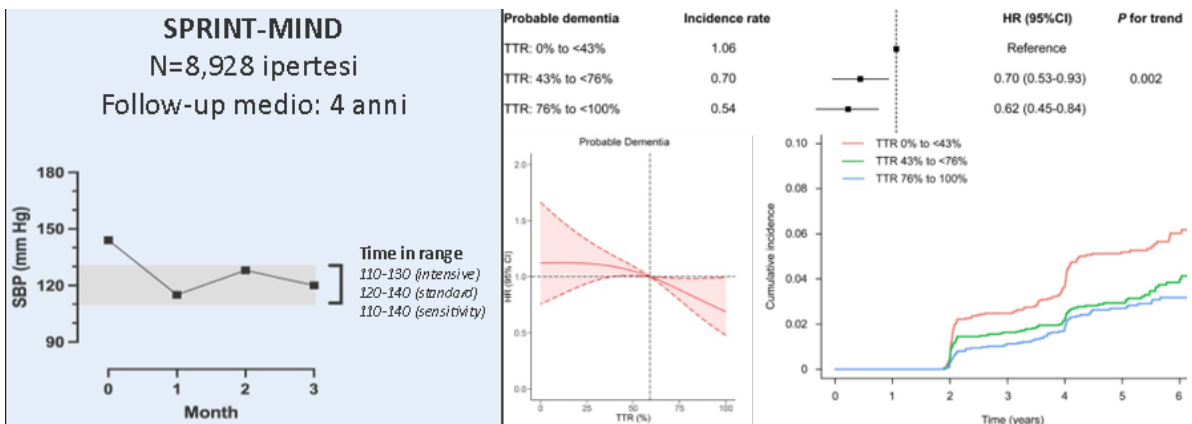 SPRINT-MIND
N=8,928 ipertesi
Follow-up medio: 4 anni
180
150
120
90
SBP (mm Hg)
0 1 2 3
Month
Time in range
110-130 (intensive)
120-140 (standard)
110-140 (sensitivity)
Probable dementia Incidence rate HR (95%CI) P for trend
TTR: 0% to <43% 1.06 Reference
TTR: 43% to <76% 0.70 0.70 (0.53-0.93) 0.002
TTR: 76% to <100% 0.54 0.62 (0.45-0.84)
Probable Dementia
2.0
1.5
1.0
0.5
0.0
HR (95% CI)
0 25 50 75 100
TTR (%)
TTR 0% to <43%
TTR 43% to <76%
TTR 76% to 100%
0.10
0.08
0.06
0.04
0.02
0
Cumulative incidence
0 1 2 3 4 5 6
Time (years)